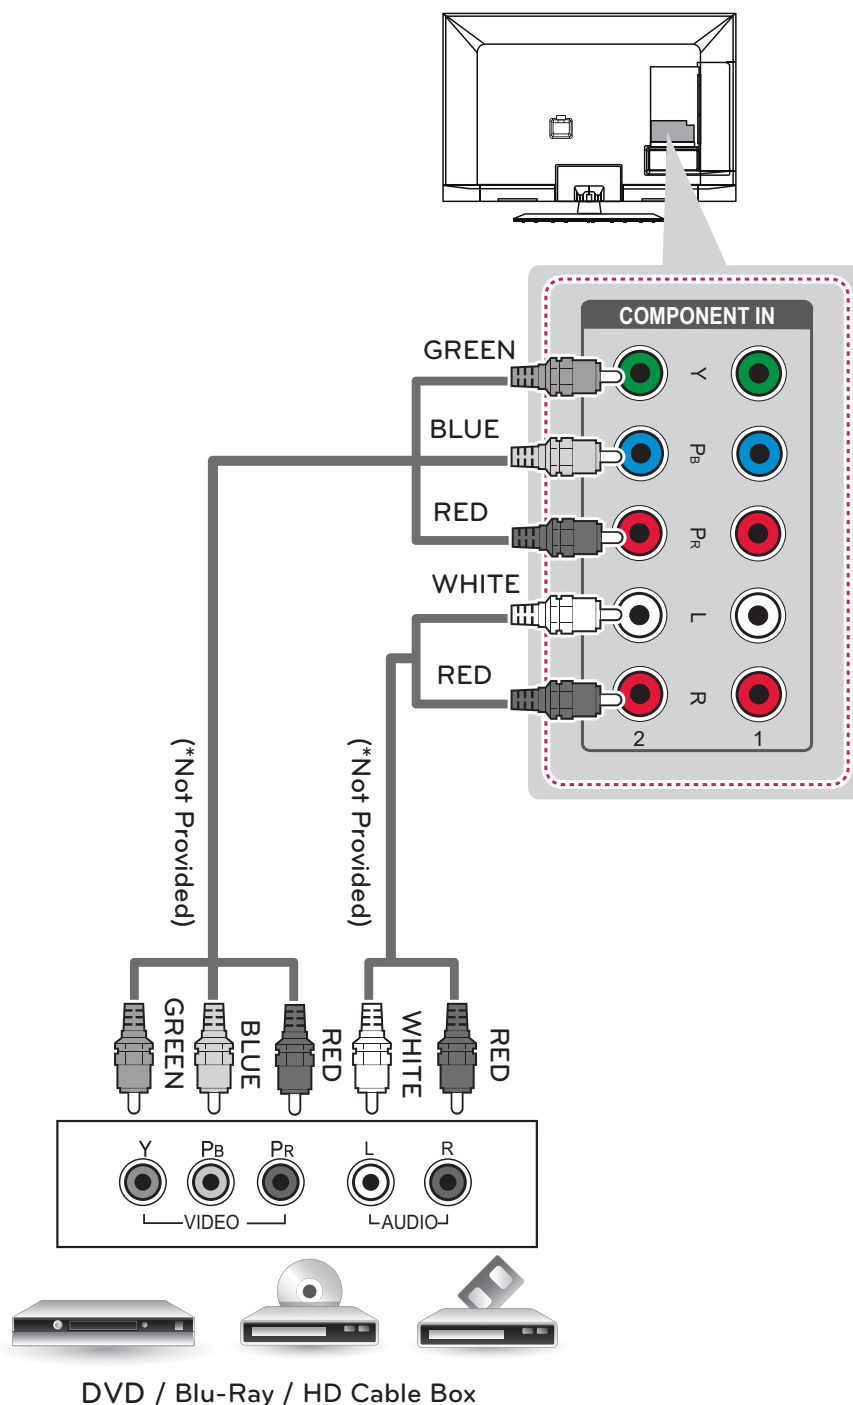 COMPONENT IN
GREEN
Y
BLUE
PB
RED
PR
WHITE
L
RED
R
2 1
(*Not Provided)
(*Not Provided)
GREEN
BLUE
RED
WHITE
RED
Y PB PR L R
VIDEO AUDIO
DVD / Blu-Ray / HD Cable Box